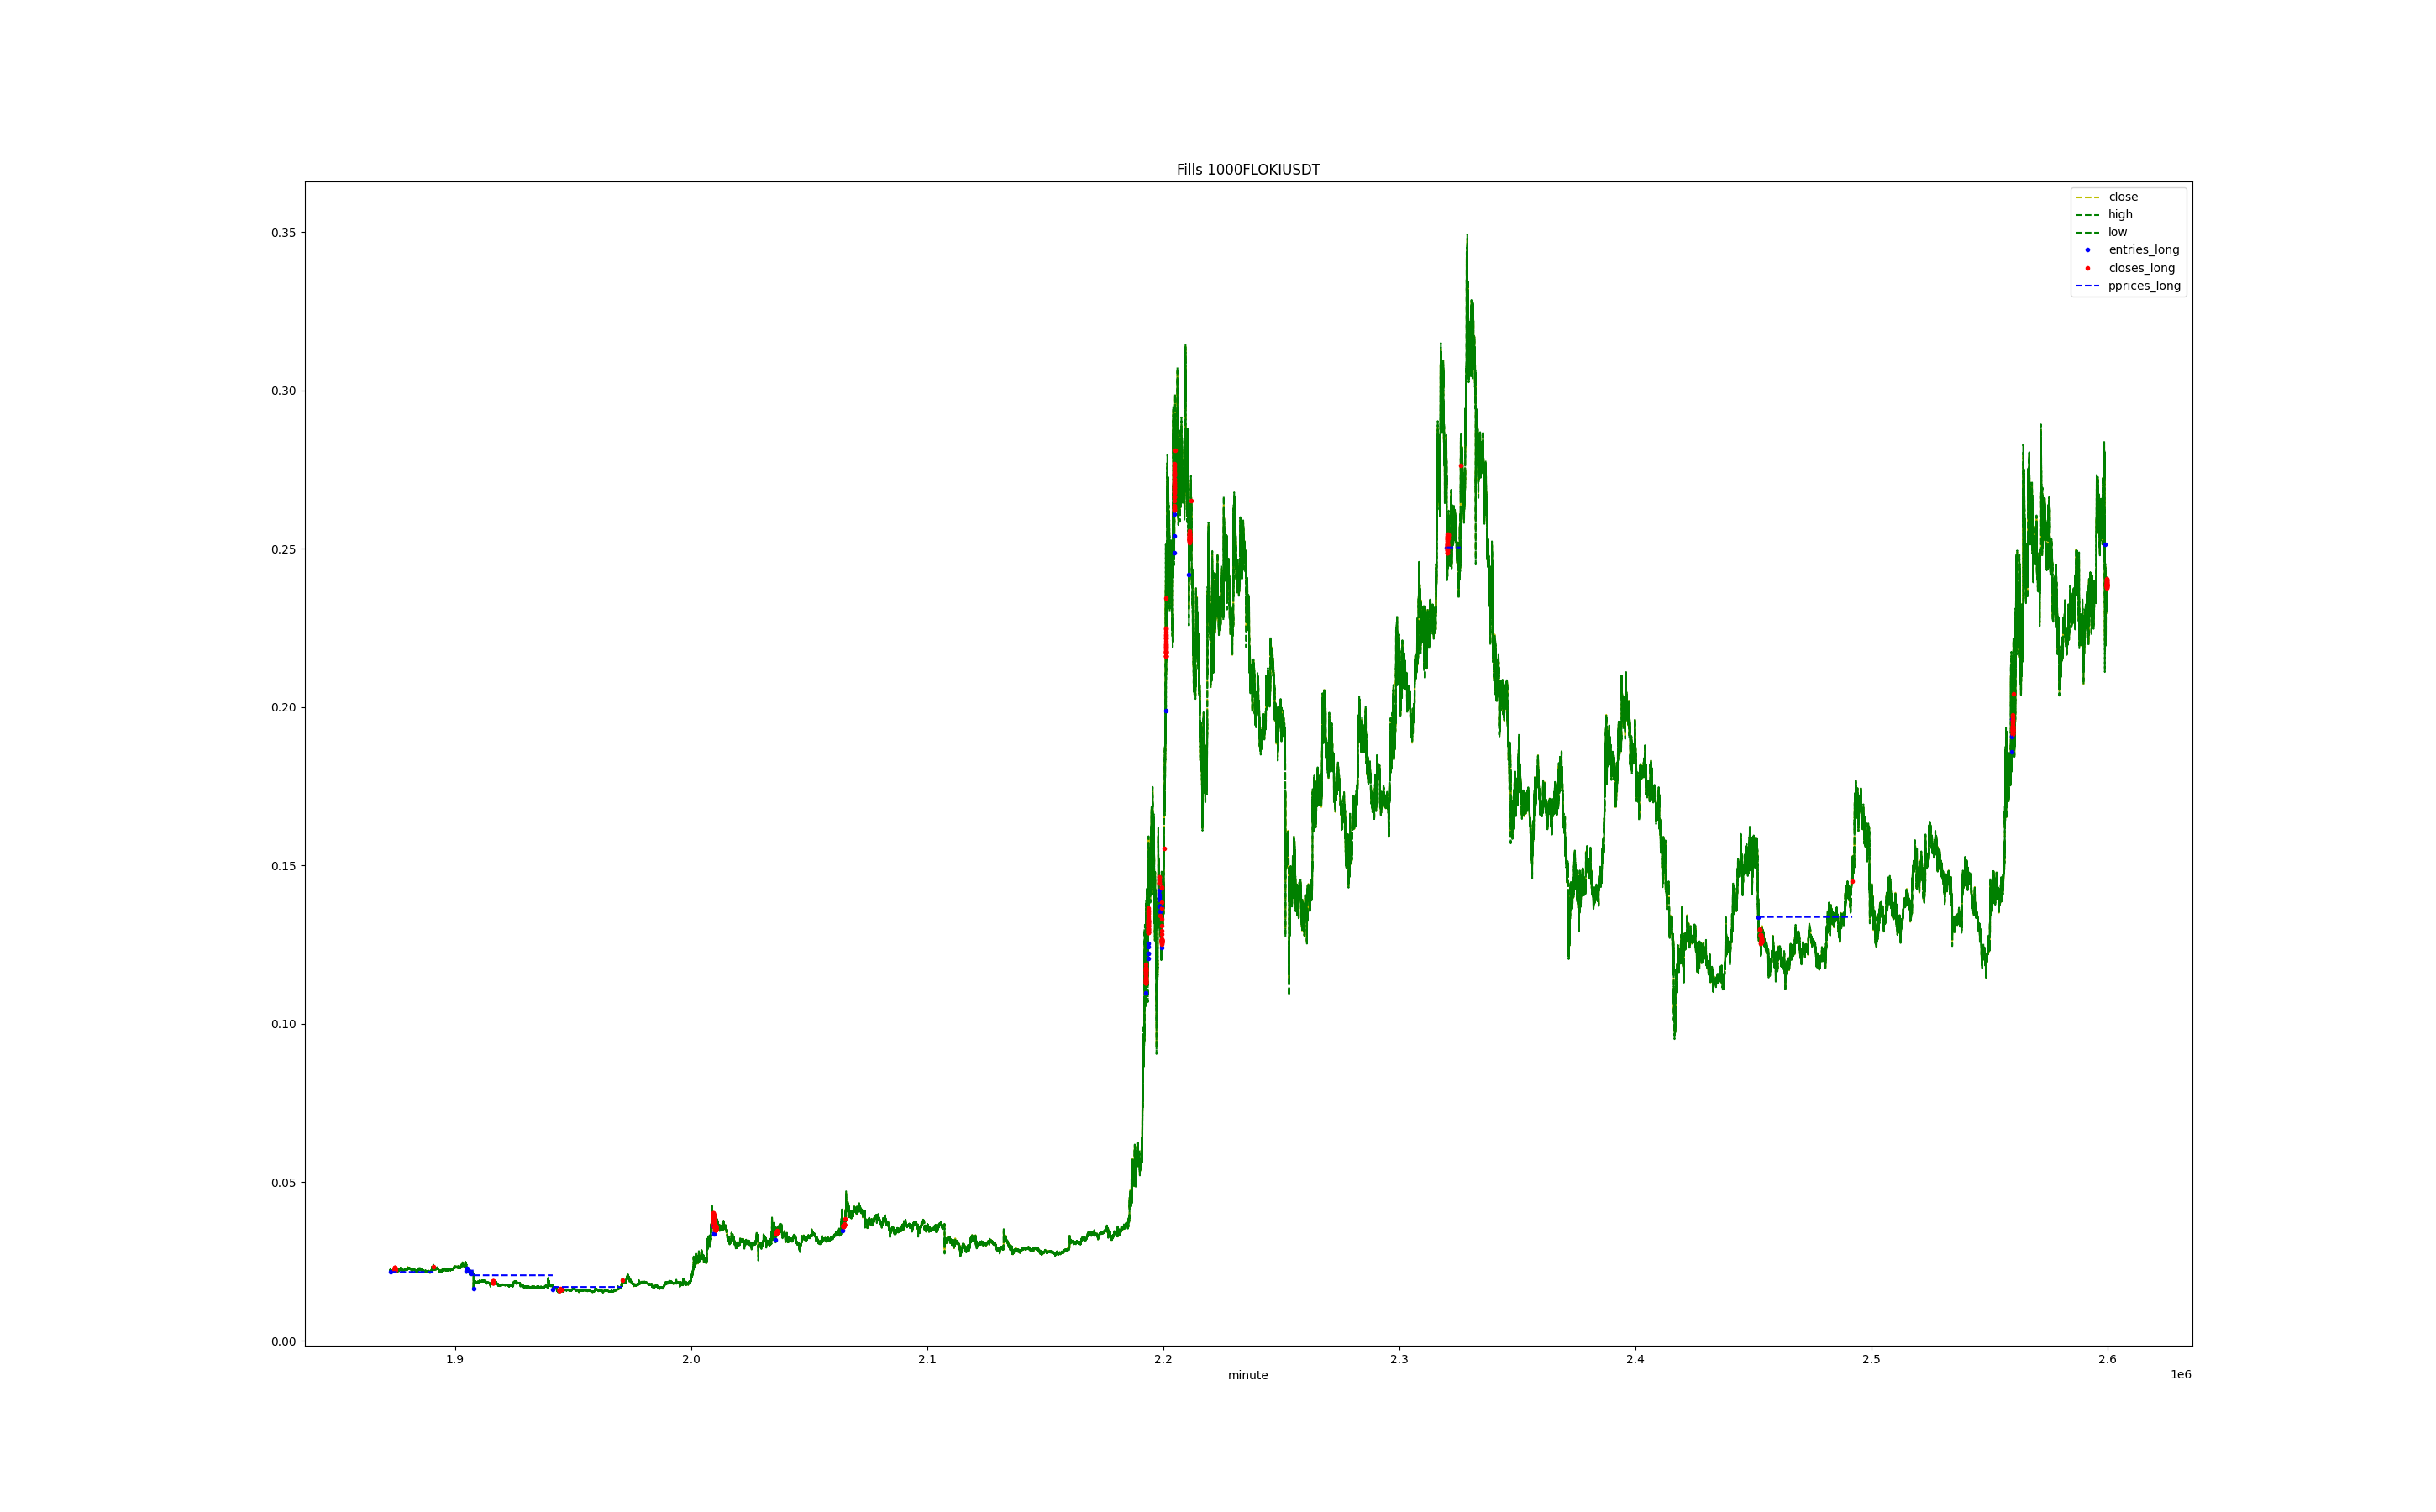 Fills 1000FLOKIUSDT
close
high
low
entries_long
closes_long
pprices_long
0.35
0.30
0.25
0.20
0.15
0.10
0.05
0.00
1.9 2.0 2.1 2.2 2.3 2.4 2.5 2.6
minute 1e6